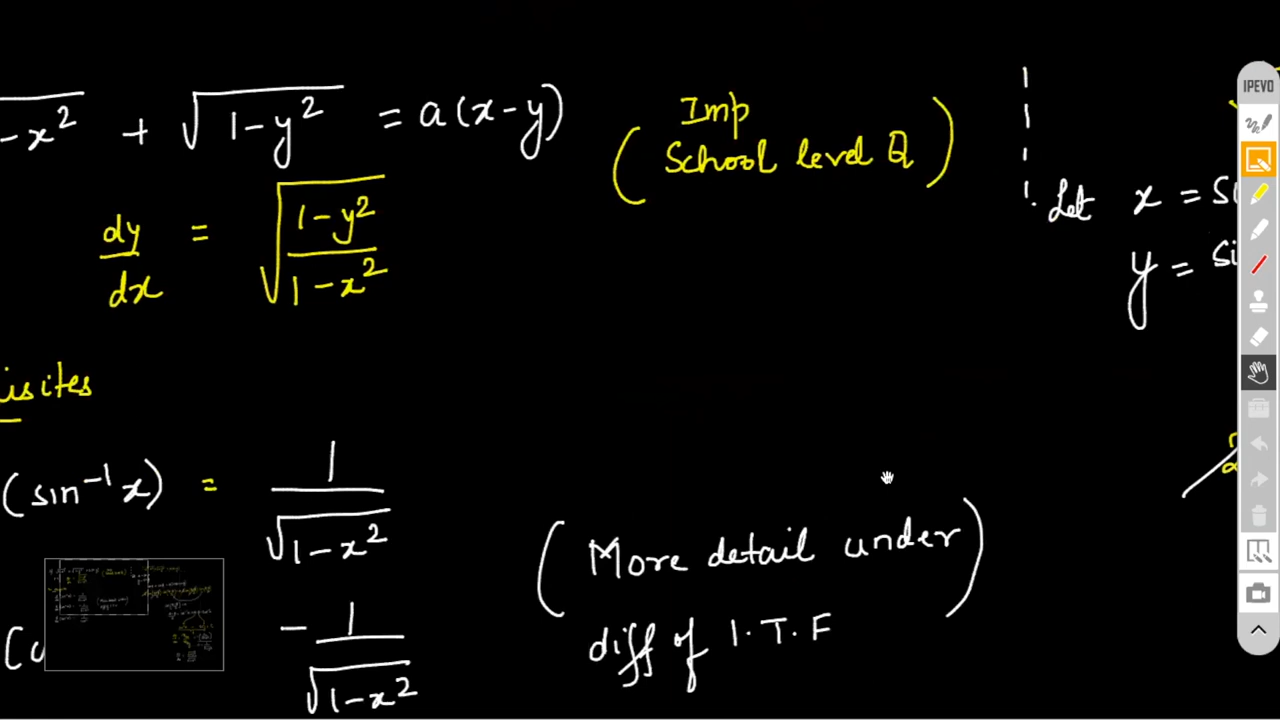 -x² + √1-y² = a(x-y)
(Imp
School level Q)
dy/dx = √(1-y²/1-x²)
Let x = Si
y = Si
isites
(sin⁻¹x) = 1/√1-x²
(More detail under
diff of I.T.F)
(Co
-1/√1-x²
IPEVO